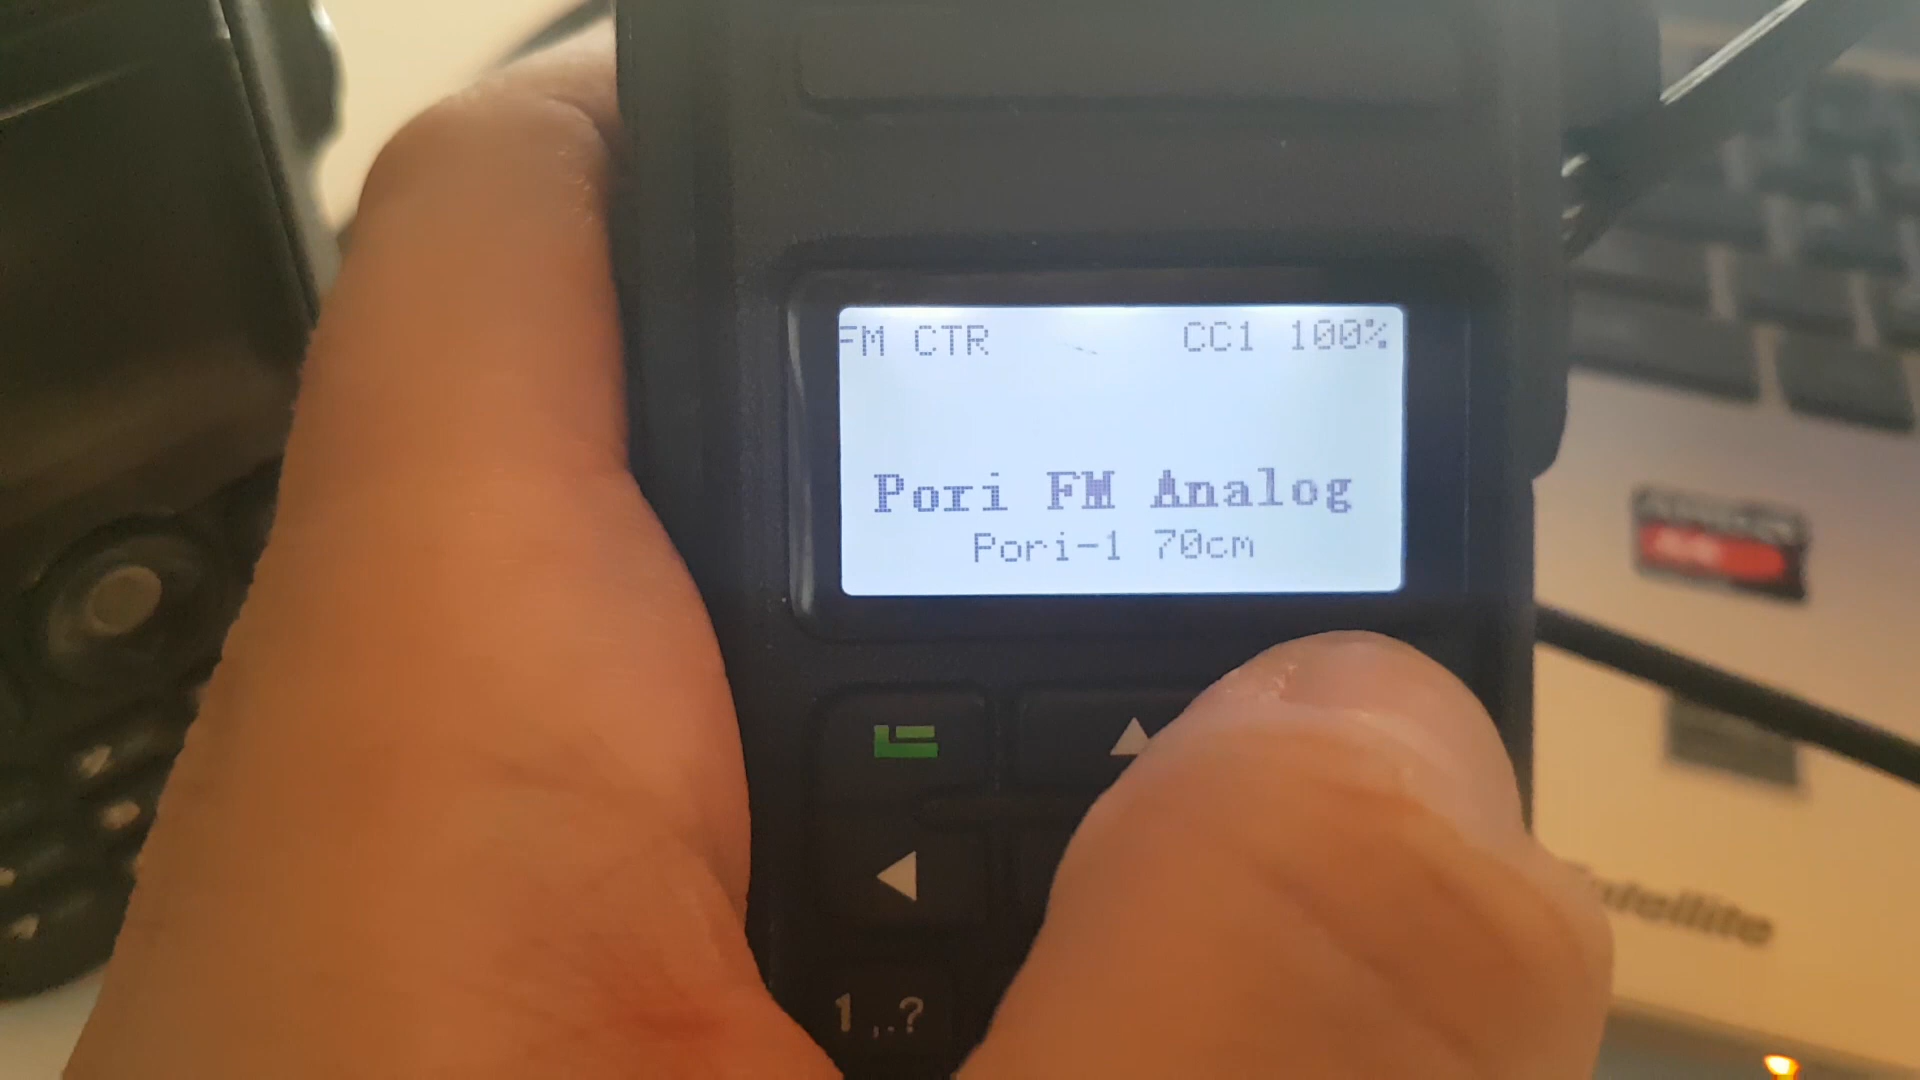 FM CTR CC1 100%
Pori FM Analog
Pori-1 70cm
1 ,.?